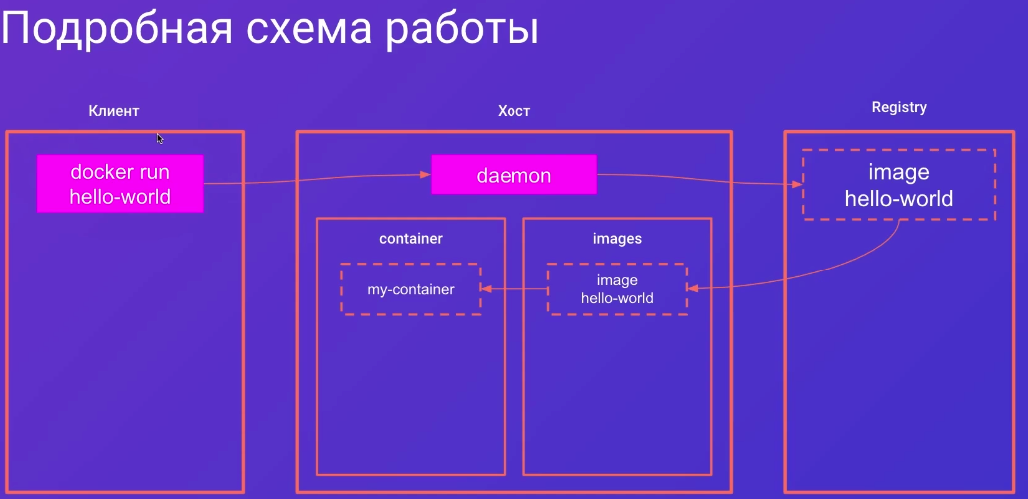 Подробная схема работы
Клиент
docker run
hello-world
Хост
daemon
container
my-container
images
image
hello-world
Registry
image
hello-world